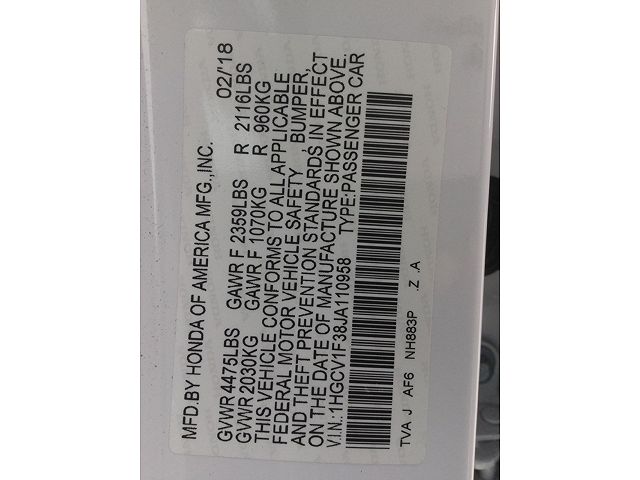 MFD.BY HONDA OF AMERICA MFG.,INC. 02/'18
GVWR 4475LBS GAWR F 2359LBS R 2116LBS
GVWR 2030KG GAWR F 1070KG R 960KG
THIS VEHICLE CONFORMS TO ALL APPLICABLE
FEDERAL MOTOR VEHICLE SAFETY , BUMPER,
AND THEFT PREVENTION STANDARDS IN EFFECT
ON THE DATE OF MANUFACTURE SHOWN ABOVE.
V.I.N.:1HGCV1F38JA110958 TYPE:PASSENGER CAR
TVA J AF6 NH883P .Z .A